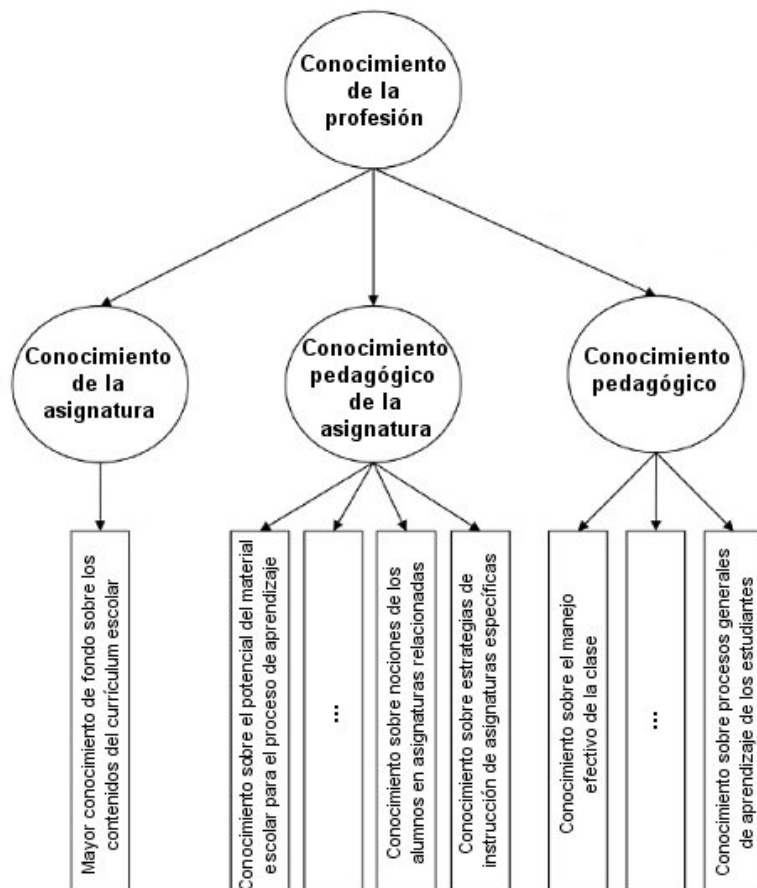 Conocimiento
de la
profesión
Conocimiento
de la
asignatura
Conocimiento
pedagógico
de la
asignatura
Conocimiento
pedagógico
Mayor conocimiento de fondo sobre los
contenidos del currículum escolar
Conocimiento sobre el potencial del material
escolar para el proceso de aprendizaje
...
Conocimiento sobre nociones de los
alumnos en asignaturas relacionadas
Conocimiento sobre estrategias de
instrucción de asignaturas específicas
Conocimiento sobre el manejo
efectivo de la clase
...
Conocimiento sobre procesos generales
de aprendizaje de los estudiantes